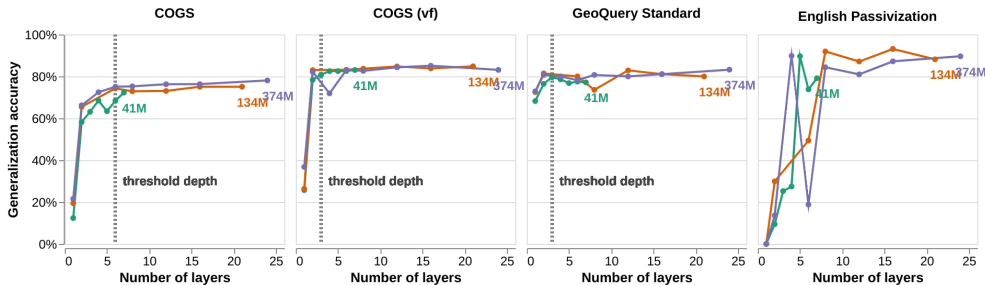 COGS
COGS (vf)
GeoQuery Standard
English Passivization
Generalization accuracy
100%
80%
60%
40%
20%
0%
374M
134M
41M
threshold depth
0 5 10 15 20 25
Number of layers
134M
374M
41M
threshold depth
0 5 10 15 20 25
Number of layers
374M
134M
41M
threshold depth
0 5 10 15 20 25
Number of layers
134M
374M
41M
0 5 10 15 20 25
Number of layers